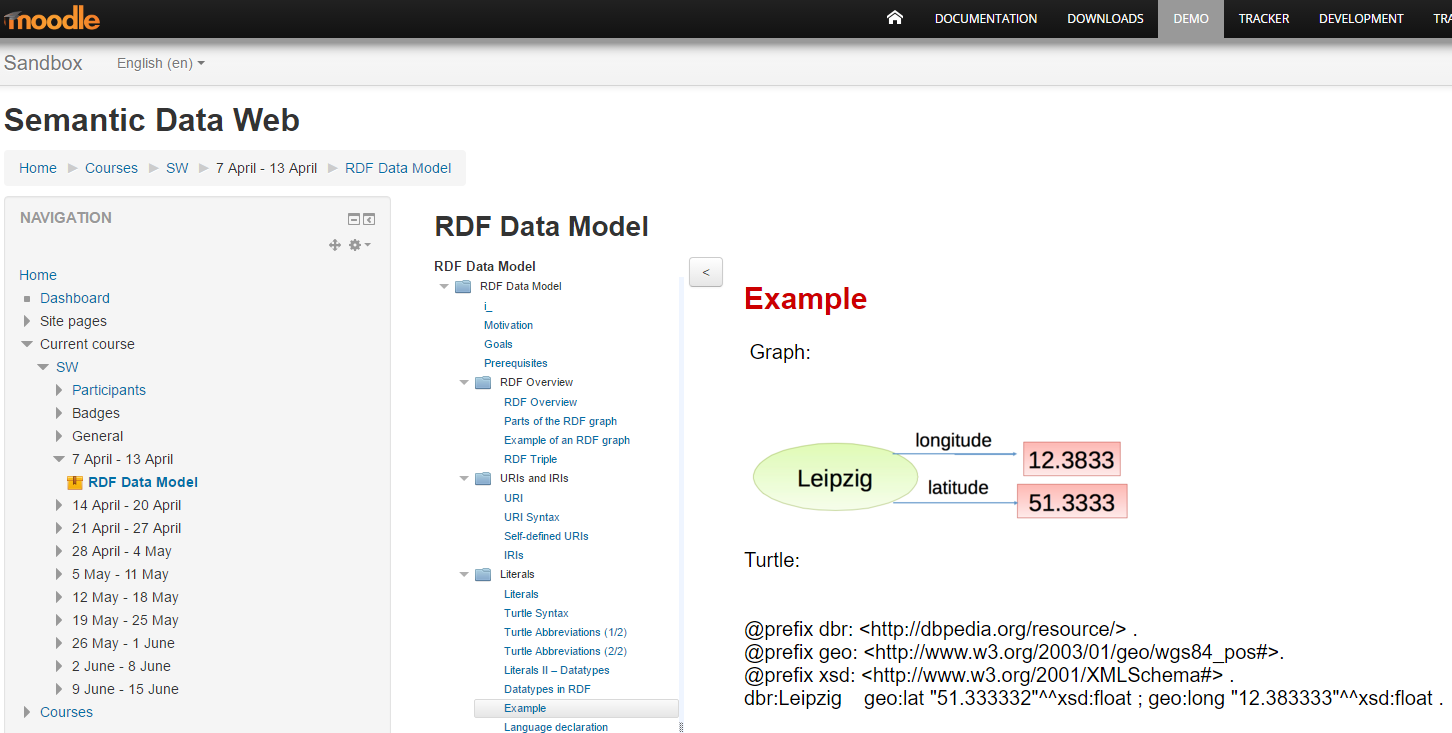 moodle
DOCUMENTATION DOWNLOADS DEMO TRACKER DEVELOPMENT TRA
Sandbox English (en)
Semantic Data Web
Home Courses SW 7 April - 13 April RDF Data Model
NAVIGATION
Home
Dashboard
Site pages
Current course
SW
Participants
Badges
General
7 April - 13 April
RDF Data Model
14 April - 20 April
21 April - 27 April
28 April - 4 May
5 May - 11 May
12 May - 18 May
19 May - 25 May
26 May - 1 June
2 June - 8 June
9 June - 15 June
Courses
RDF Data Model
RDF Data Model
<
RDF Data Model
i_
Motivation
Goals
Prerequisites
RDF Overview
RDF Overview
Parts of the RDF graph
Example of an RDF graph
RDF Triple
URIs and IRIs
URI
URI Syntax
Self-defined URIs
IRIs
Literals
Literals
Turtle Syntax
Turtle Abbreviations (1/2)
Turtle Abbreviations (2/2)
Literals II – Datatypes
Datatypes in RDF
Example
Language declaration
Example
Graph:
longitude
12.3833
Leipzig
latitude
51.3333
Turtle:
@prefix dbr: <http://dbpedia.org/resource/> .
@prefix geo: <http://www.w3.org/2003/01/geo/wgs84_pos#>.
@prefix xsd: <http://www.w3.org/2001/XMLSchema#> .
dbr:Leipzig geo:lat "51.333332"^^xsd:float ; geo:long "12.383333"^^xsd:float .